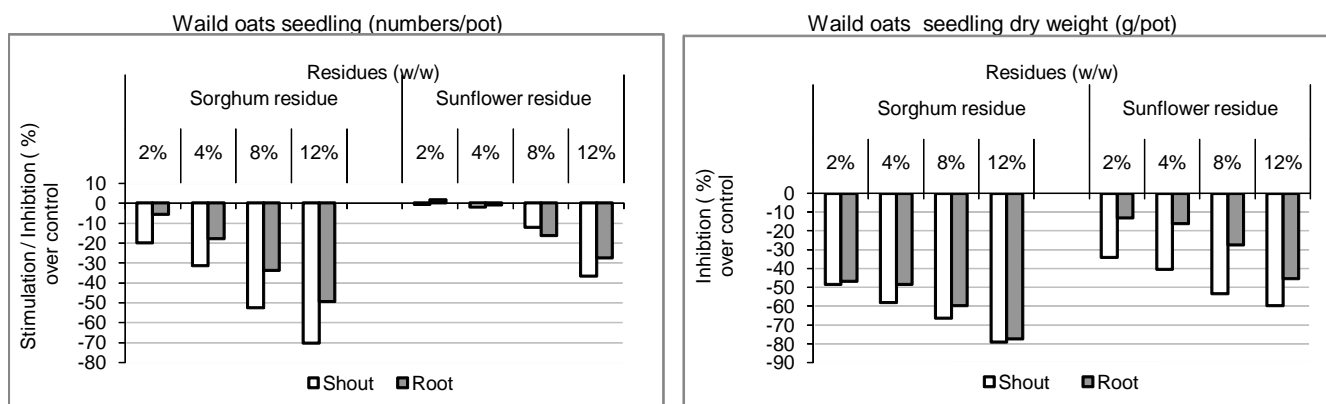 Waild oats seedling (numbers/pot)
Residues (w/w)
Sorghum residue Sunflower residue
2% 4% 8% 12% 2% 4% 8% 12%
10
0
-10
-20
-30
-40
-50
-60
-70
-80
Stimulation / Inhibtion ( %)
over control
Shout Root
Waild oats seedling dry weight (g/pot)
Residues (w/w)
Sorghum residue Sunflower residue
2% 4% 8% 12% 2% 4% 8% 12%
0
-10
-20
-30
-40
-50
-60
-70
-80
-90
Inhibtion ( %)
over control
Shout Root